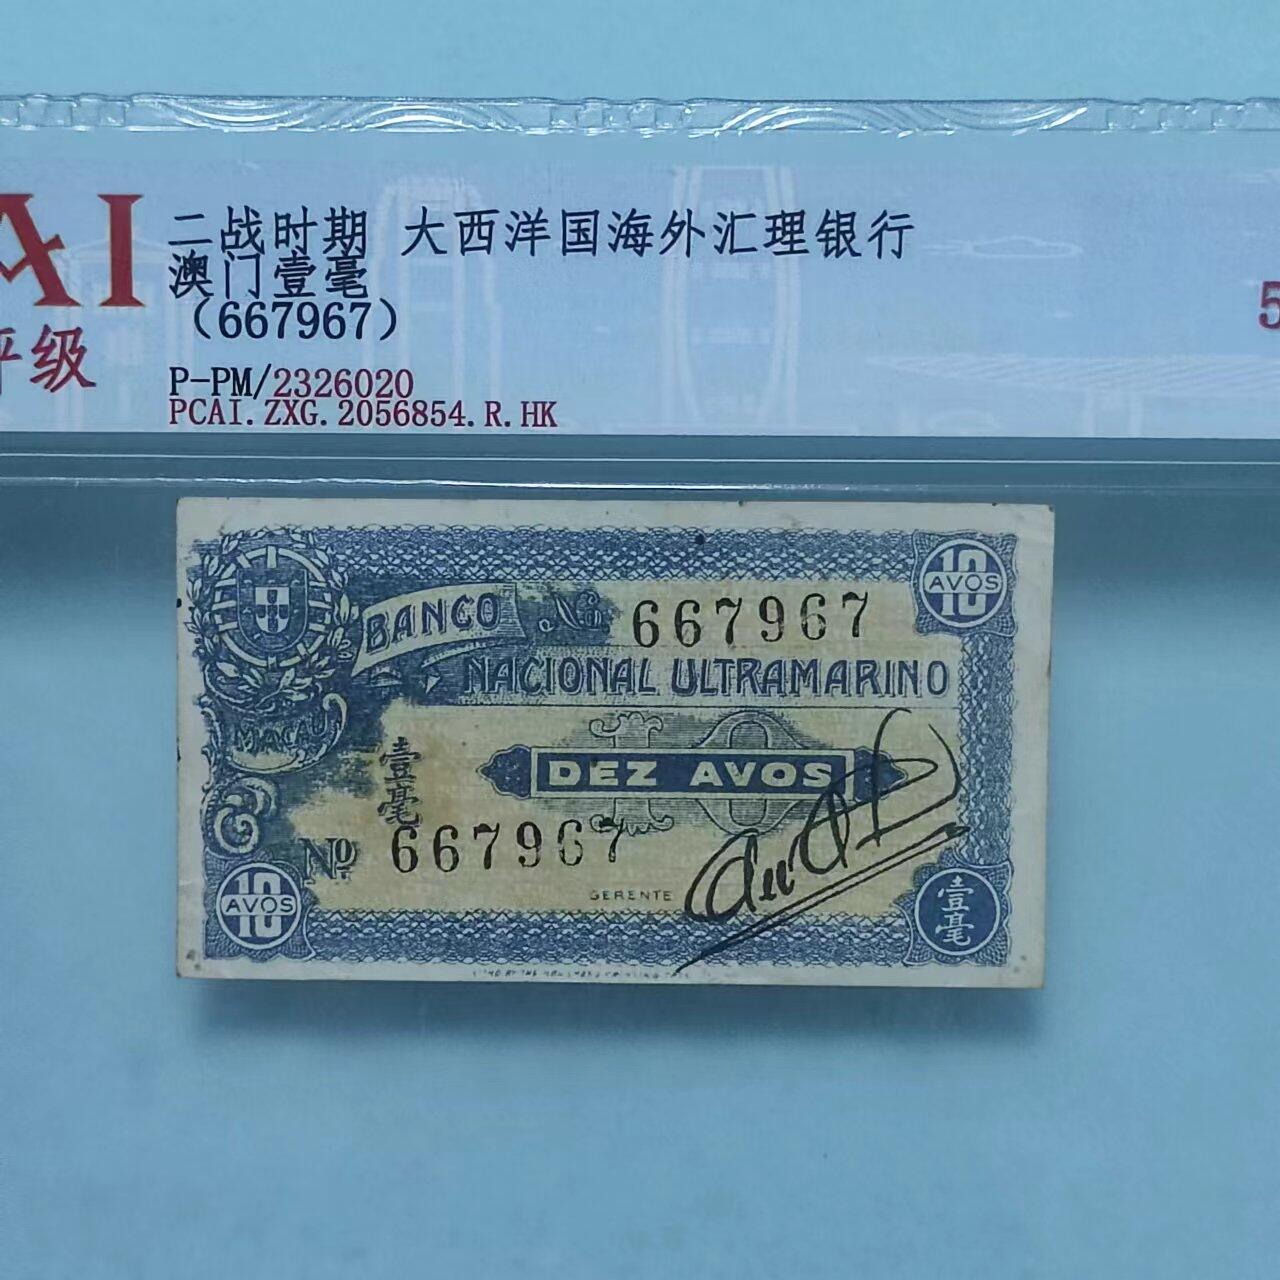 AI
评级
二战时期 大西洋国海外汇理银行
澳门壹毫
（667967）
P-PM/2326020
PCAI.ZXG.2056854.R.HK
5
10
AVOS
BANCO
Nº 667967
NACIONAL ULTRAMARINO
MACAU
壹毫
10
DEZ AVOS
Nº 667967
GERENTE
10
AVOS
壹毫